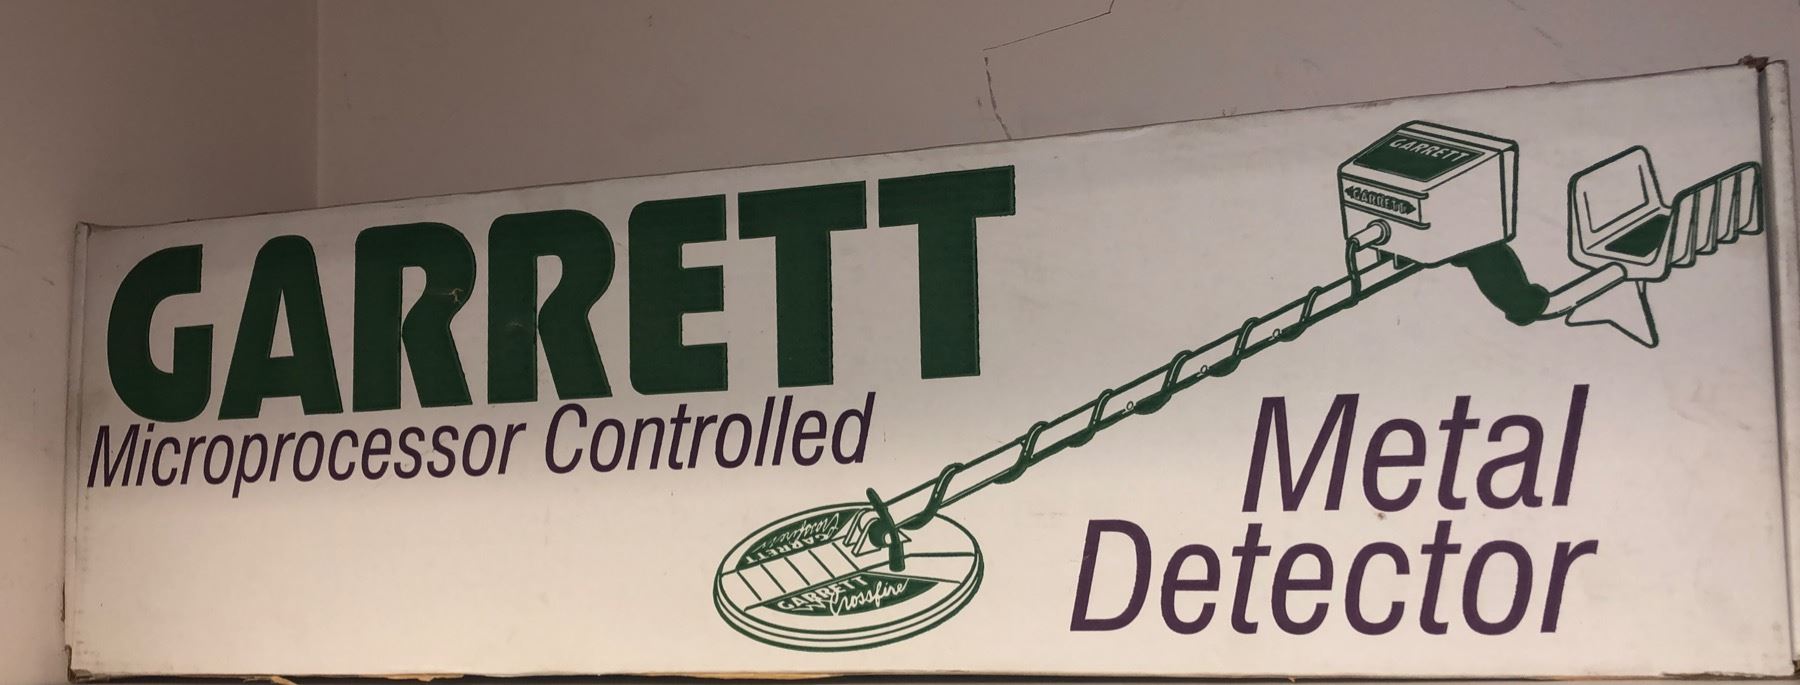 GARRETT
Microprocessor Controlled
GARRETT
GARRETT
Metal
Detector
GARRETT
Crossfire
GARRETT
Crossfire